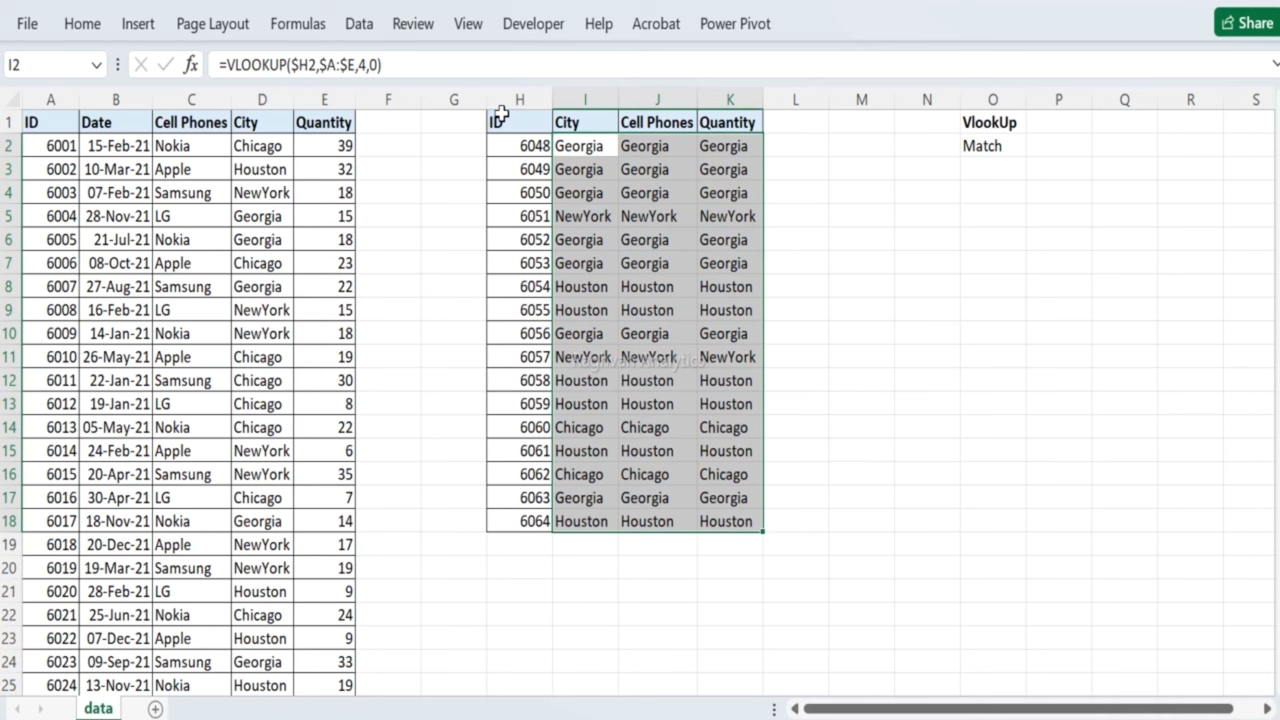 File Home Insert Page Layout Formulas Data Review View Developer Help Acrobat Power Pivot Share
I2 fx =VLOOKUP($H2,$A:$E,4,0)
A B C D E F G H I J K L M N O P Q R S
1 ID Date Cell Phones City Quantity ID City Cell Phones Quantity VlookUp
2 6001 15-Feb-21 Nokia Chicago 39 6048 Georgia Georgia Georgia Match
3 6002 10-Mar-21 Apple Houston 32 6049 Georgia Georgia Georgia
4 6003 07-Feb-21 Samsung NewYork 18 6050 Georgia Georgia Georgia
5 6004 28-Nov-21 LG Georgia 15 6051 NewYork NewYork NewYork
6 6005 21-Jul-21 Nokia Georgia 18 6052 Georgia Georgia Georgia
7 6006 08-Oct-21 Apple Chicago 23 6053 Georgia Georgia Georgia
8 6007 27-Aug-21 Samsung Georgia 22 6054 Houston Houston Houston
9 6008 16-Feb-21 LG NewYork 15 6055 Houston Houston Houston
10 6009 14-Jan-21 Nokia NewYork 18 6056 Georgia Georgia Georgia
11 6010 26-May-21 Apple Chicago 19 6057 NewYork NewYork NewYork
12 6011 22-Jan-21 Samsung Chicago 30 6058 Houston Houston Houston
13 6012 19-Jan-21 LG Chicago 8 6059 Houston Houston Houston
14 6013 05-May-21 Nokia Chicago 22 6060 Chicago Chicago Chicago
15 6014 24-Feb-21 Apple NewYork 6 6061 Houston Houston Houston
16 6015 20-Apr-21 Samsung NewYork 35 6062 Chicago Chicago Chicago
17 6016 30-Apr-21 LG Chicago 7 6063 Georgia Georgia Georgia
18 6017 18-Nov-21 Nokia Georgia 14 6064 Houston Houston Houston
19 6018 20-Dec-21 Apple NewYork 17
20 6019 19-Mar-21 Samsung NewYork 19
21 6020 28-Feb-21 LG Houston 9
22 6021 25-Jun-21 Nokia Chicago 24
23 6022 07-Dec-21 Apple Houston 9
24 6023 09-Sep-21 Samsung Georgia 33
25 6024 13-Nov-21 Nokia Houston 19
data